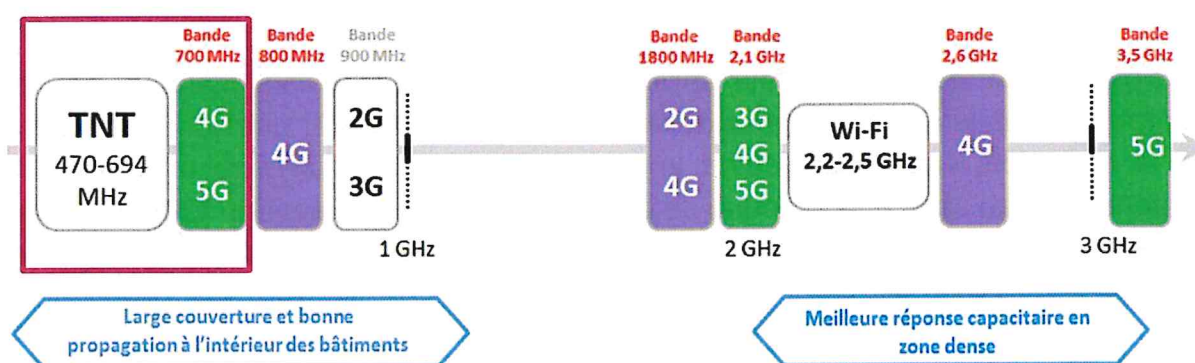 Bande
700 MHz
Bande
800 MHz
Bande
900 MHz
Bande
1800 MHz
Bande
2,1 GHz
Bande
2,6 GHz
Bande
3,5 GHz
TNT
470-694
MHz
4G
5G
4G
2G
3G
2G
4G
3G
4G
5G
Wi-Fi
2,2-2,5 GHz
4G
5G
1 GHz
2 GHz
3 GHz
Large couverture et bonne
propagation à l'intérieur des bâtiments
Meilleure réponse capacitaire en
zone dense